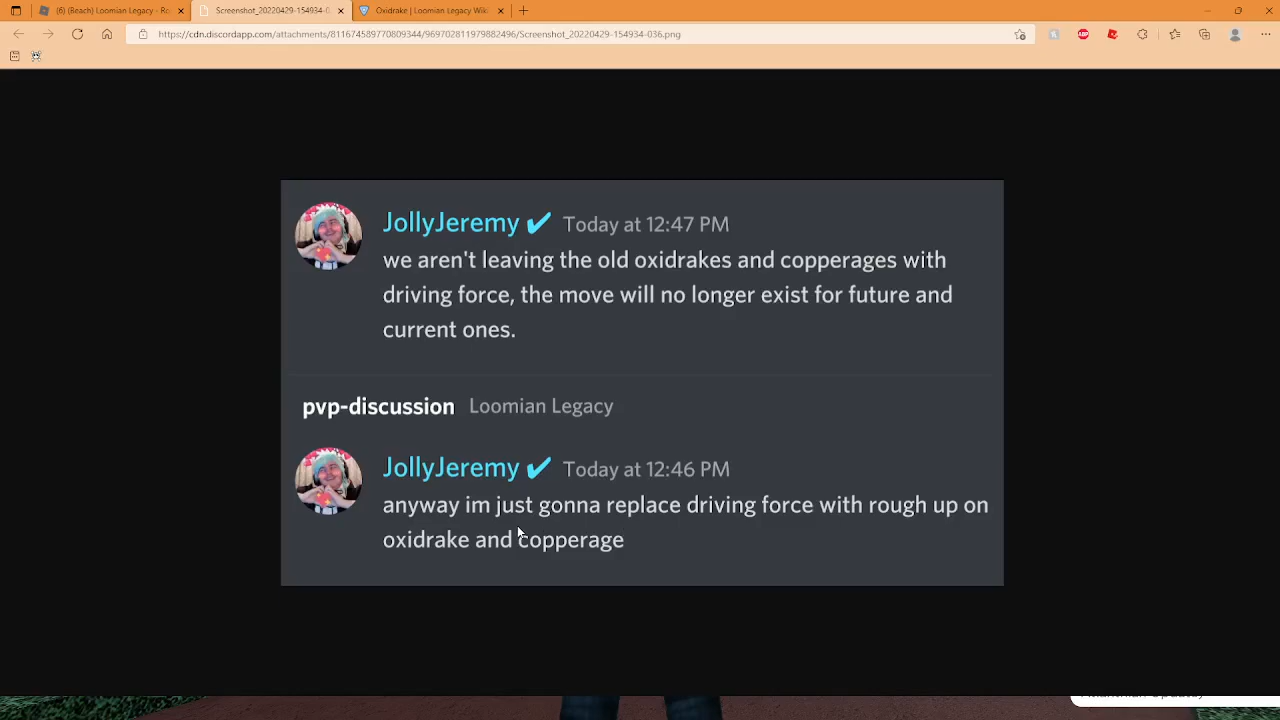 (6) (Beach) Loomian Legacy - Ro
Screenshot_20220429-154934-0
Oxidrake | Loomian Legacy Wik
https://cdn.discordapp.com/attachments/811674589770809344/969702811979882496/Screenshot_20220429-154934-036.png
ABP
JollyJeremy ✔ Today at 12:47 PM
we aren't leaving the old oxidrakes and copperages with
driving force, the move will no longer exist for future and
current ones.
pvp-discussion Loomian Legacy
JollyJeremy ✔ Today at 12:46 PM
anyway im just gonna replace driving force with rough up on
oxidrake and copperage